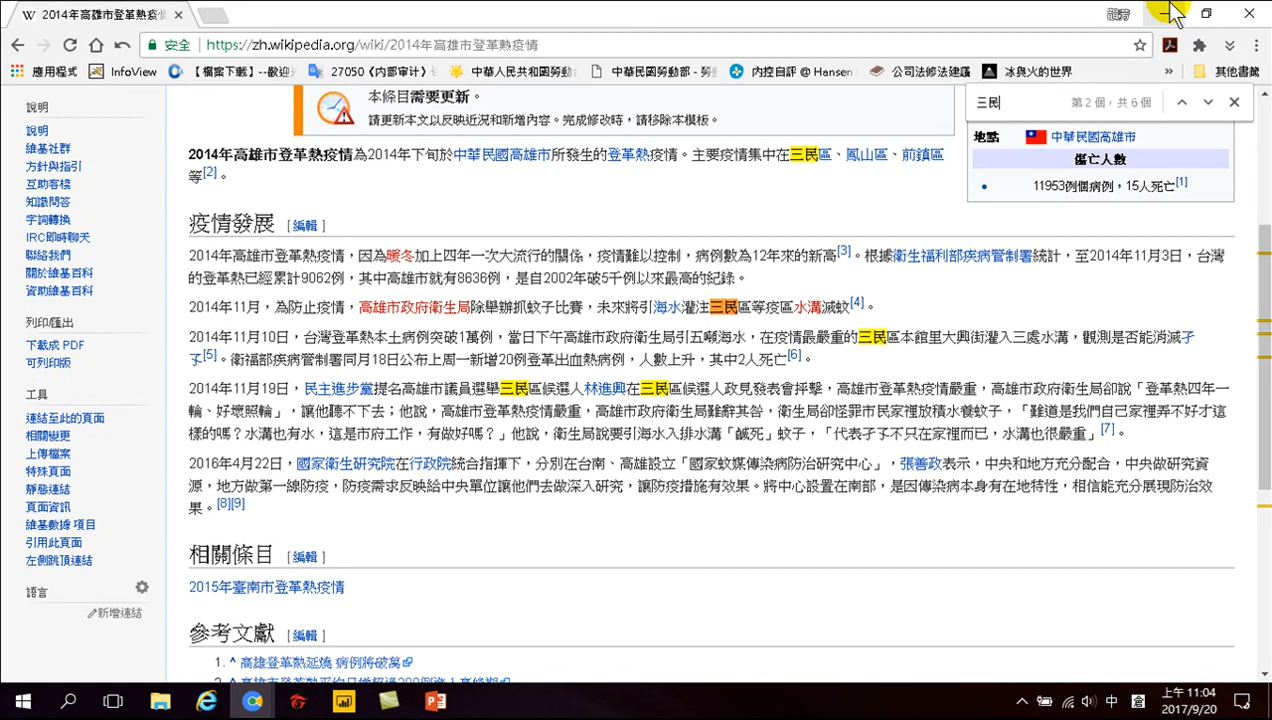 2014年高雄市登革熱疫情
安全 https://zh.wikipedia.org/wiki/2014年高雄市登革熱疫情
應用程式 InfoView 【檔案下載】--歡 27050《内部审计》 中華人民共和國勞動 中華民國勞動部 - 勞 內控自評 @ Hansen 公司法修法建議 冰與火的世界 » 其他書籤
三民 第 2 個，共 6 個
說明
說明
維基社群
方針與指引
互助客棧
知識問答
字詞轉換
IRC即時聊天
聯絡我們
關於維基百科
資助維基百科
列印/匯出
下載成 PDF
可列印版
工具
連結至此的頁面
相關變更
上傳檔案
特殊頁面
靜態連結
頁面資訊
維基數據 項目
引用此頁面
左側跳頂連結
語言
新增連結
本條目需要更新。
請更新本文以反映近況和新增內容。完成修改時，請移除本模板。
地點 中華民國高雄市
傷亡人數
11953例個病例，15人死亡[1]
2014年高雄市登革熱疫情為2014年下旬於中華民國高雄市所發生的登革熱疫情。主要疫情集中在三民區、鳳山區、前鎮區
等[2]。
疫情發展 [編輯]
2014年高雄市登革熱疫情，因為暖冬加上四年一次大流行的關係，疫情難以控制，病例數為12年來的新高[3]。根據衛生福利部疾病管制署統計，至2014年11月3日，台灣
的登革熱已經累計9062例，其中高雄市就有8636例，是自2002年破5千例以來最高的紀錄。
2014年11月，為防止疫情，高雄市政府衛生局除舉辦抓蚊子比賽，未來將引海水灌注三民區等疫區水溝滅蚊[4]。
2014年11月10日，台灣登革熱本土病例突破1萬例，當日下午高雄市政府衛生局引五噸海水，在疫情最嚴重的三民區本館里大興街灌入三處水溝，觀測是否能消滅孑
孓[5]。衛福部疾病管制署同月18日公布上周一新增20例登革出血熱病例，人數上升，其中2人死亡[6]。
2014年11月19日，民主進步黨提名高雄市議員選舉三民區候選人林進興在三民區候選人政見發表會抨擊，高雄市登革熱疫情嚴重，高雄市政府衛生局卻說「登革熱四年一
輪、好壞照輪」，讓他聽不下去；他說，高雄市登革熱疫情嚴重，高雄市政府衛生局難辭其咎，衛生局卻怪罪市民家裡放積水養蚊子，「難道是我們自己家裡弄不好才這
樣的嗎？水溝也有水，這是市府工作，有做好嗎？」他說，衛生局說要引海水入排水溝「鹹死」蚊子，「代表孑孓不只在家裡而已，水溝也很嚴重」[7]。
2016年4月22日，國家衛生研究院在行政院統合指揮下，分別在台南、高雄設立「國家蚊媒傳染病防治研究中心」，張善政表示，中央和地方充分配合，中央做研究資
源，地方做第一線防疫，防疫需求反映給中央單位讓他們去做深入研究，讓防疫措施有效果。將中心設置在南部，是因傳染病本身有在地特性，相信能充分展現防治效
果。[8][9]
相關條目 [編輯]
2015年臺南市登革熱疫情
參考文獻 [編輯]
1. ^ 高雄登革熱延燒 病例將破萬
中
上午 11:04
2017/9/20